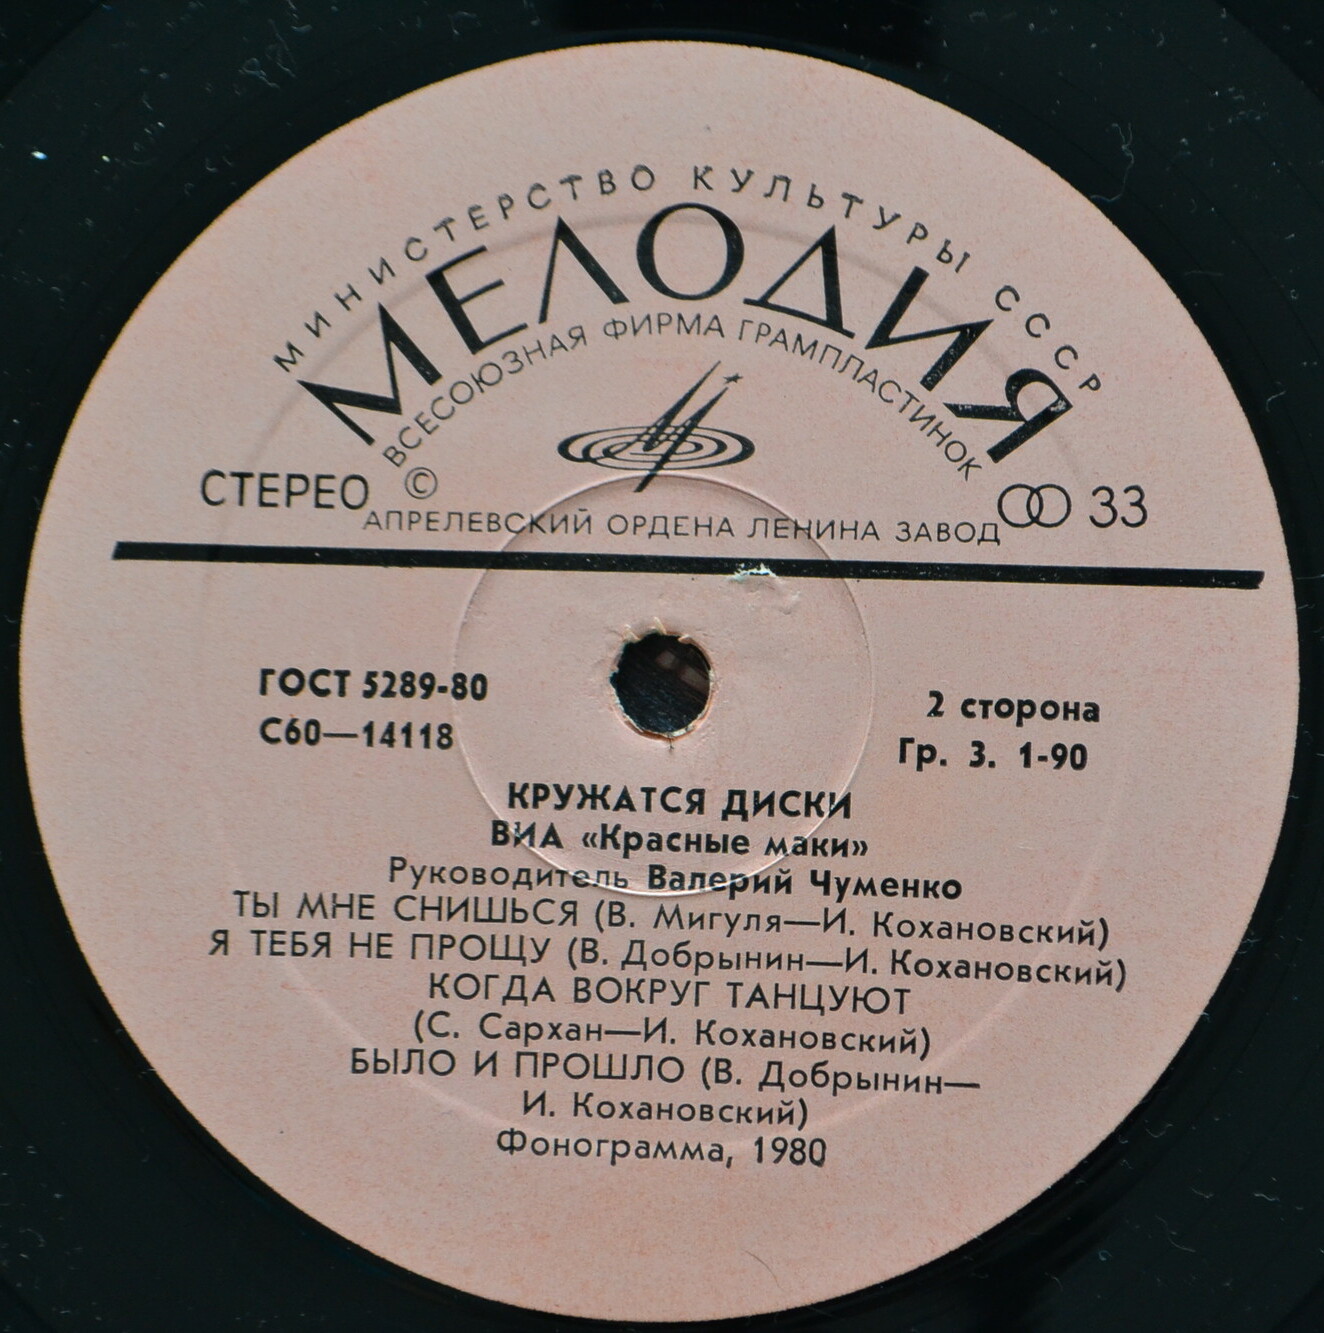 МИНИСТЕРСТВО КУЛЬТУРЫ СССР
МЕЛОДИЯ
ВСЕСОЮЗНАЯ ФИРМА ГРАМПЛАСТИНОК
СТЕРЕО © 33
АПРЕЛЕВСКИЙ ОРДЕНА ЛЕНИНА ЗАВОД
ГОСТ 5289-80
С60—14118
2 сторона
Гр. 3. 1-90
КРУЖАТСЯ ДИСКИ
ВИА «Красные маки»
Руководитель Валерий Чуменко
ТЫ МНЕ СНИШЬСЯ (В. Мигуля—И. Кохановский)
Я ТЕБЯ НЕ ПРОЩУ (В. Добрынин—И. Кохановский)
КОГДА ВОКРУГ ТАНЦУЮТ
(С. Сархан—И. Кохановский)
БЫЛО И ПРОШЛО (В. Добрынин—
И. Кохановский)
Фонограмма, 1980